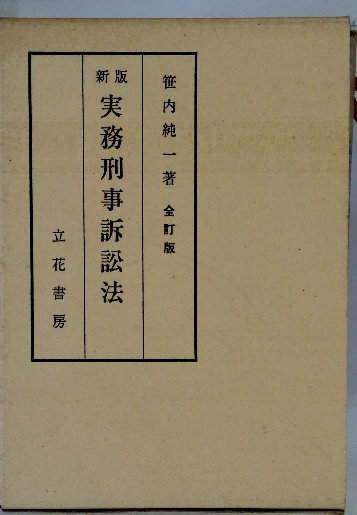 笹内純一著 全訂版
新版
実務刑事訴訟法
立花書房